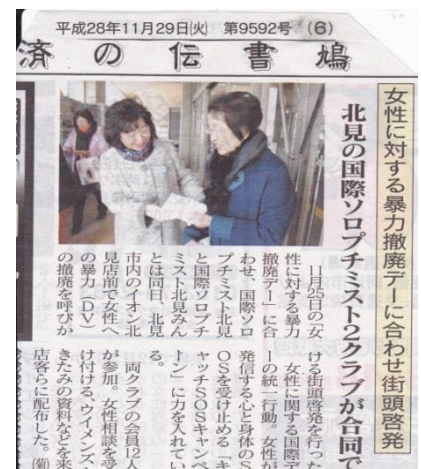 平成28年11月29日㈫　第9592号　(6)
済の伝書鳩
女性に対する暴力撤廃デーに合わせ街頭啓発
北見の国際ソロプチミスト2クラブが合同で
11月25日の「女
性に対する暴力
撤廃デー」に合
わせ、国際ソロ
プチミスト北見
と国際ソロプチ
ミスト北見みん
とは同日、北見
市内のイオン北
見店前で女性へ
の暴力（DV）
の撤廃を呼びか
ける街頭啓発を行っ
女性に関する国際
ーの統一行動。女性が
発信する心と身体のS
OSを受け止める「キ
ャッチSOSキャンペ
ーン」に力を入れてい
る。
両クラブの会員12人
が参加。女性相談を受
け付ける、ウイメンズ
きたみの資料などを来
店客らに配布した。(菊